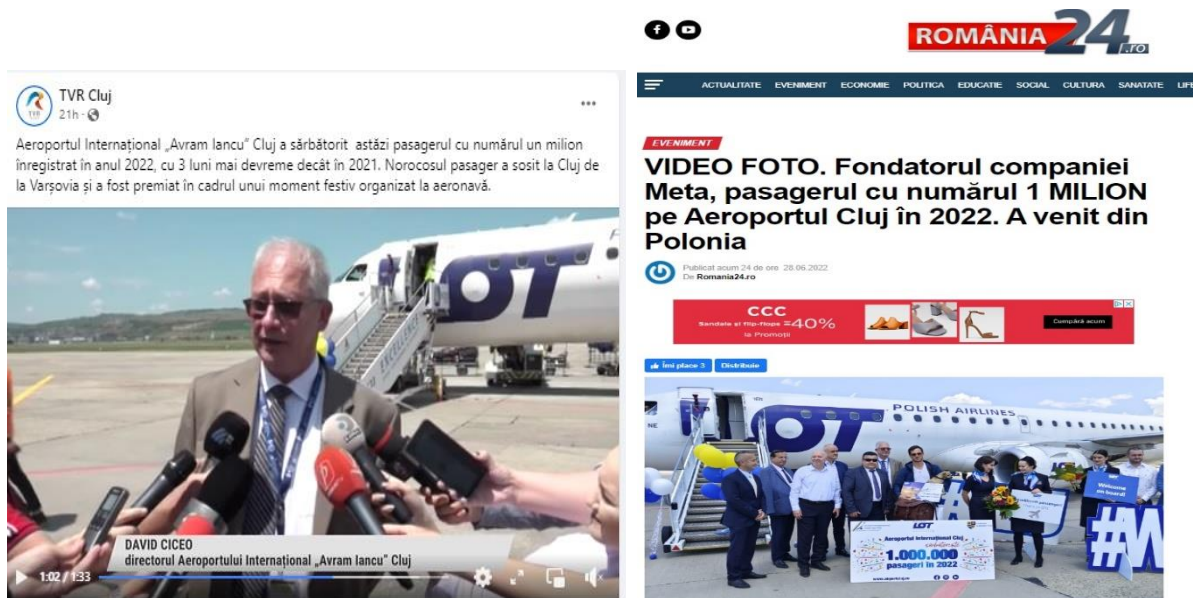 TVR Cluj
21h
Aeroportul Internațional „Avram Iancu” Cluj a sărbătorit astăzi pasagerul cu numărul un milion
înregistrat în anul 2022, cu 3 luni mai devreme decât în 2021. Norocosul pasager a sosit la Cluj de
la Varșovia și a fost premiat în cadrul unui moment festiv organizat la aeronavă.
LOT
EXCELLENCE
DAVID CICEO
directorul Aeroportului Internațional „Avram Iancu” Cluj
1:02 / 1:33
ROMÂNIA 24.ro
ACTUALITATE EVENIMENT ECONOMIE POLITICA EDUCATIE SOCIAL CULTURA SANATATE LIFE
EVENIMENT
VIDEO FOTO. Fondatorul companiei
Meta, pasagerul cu numărul 1 MILION
pe Aeroportul Cluj în 2022. A venit din
Polonia
Publicat acum 24 de ore 28.06.2022
De Romania24.ro
CCC
Sandale și flip-flops
la Promoții
-40%
Cumpără acum
Îmi place 3 Distribuie
LOT
POLISH AIRLINES
Welcome
on board!
LOT
Aeroportul Internațional Cluj
1.000.000
pasageri în 2022
#W